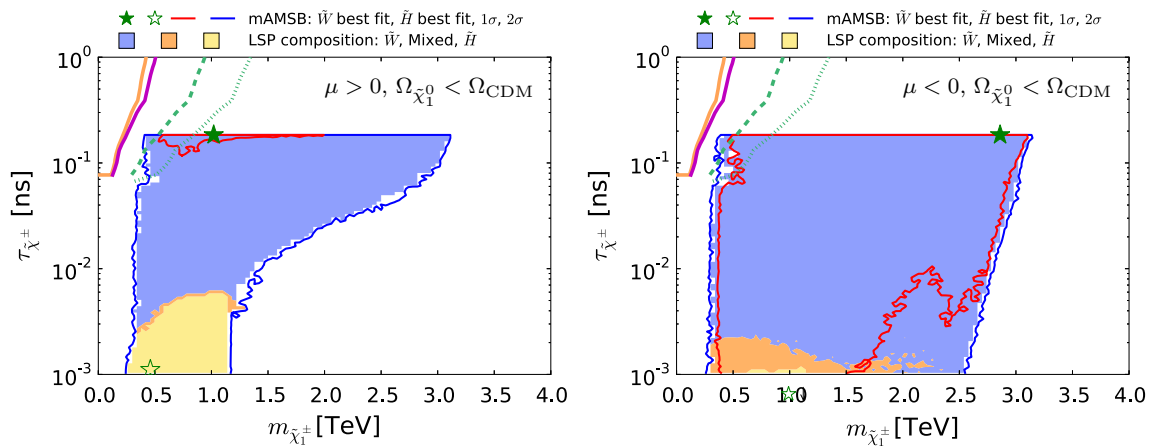 mAMSB: W̃ best fit, H̃ best fit, 1σ, 2σ
LSP composition: W̃, Mixed, H̃
μ > 0, Ω_χ̃₁⁰ < Ω_CDM
10⁰
10⁻¹
10⁻²
10⁻³
τ_χ̃± [ns]
0.0 0.5 1.0 1.5 2.0 2.5 3.0 3.5 4.0
m_χ̃₁± [TeV]
mAMSB: W̃ best fit, H̃ best fit, 1σ, 2σ
LSP composition: W̃, Mixed, H̃
μ < 0, Ω_χ̃₁⁰ < Ω_CDM
10⁰
10⁻¹
10⁻²
10⁻³
τ_χ̃± [ns]
0.0 0.5 1.0 1.5 2.0 2.5 3.0 3.5 4.0
m_χ̃₁± [TeV]